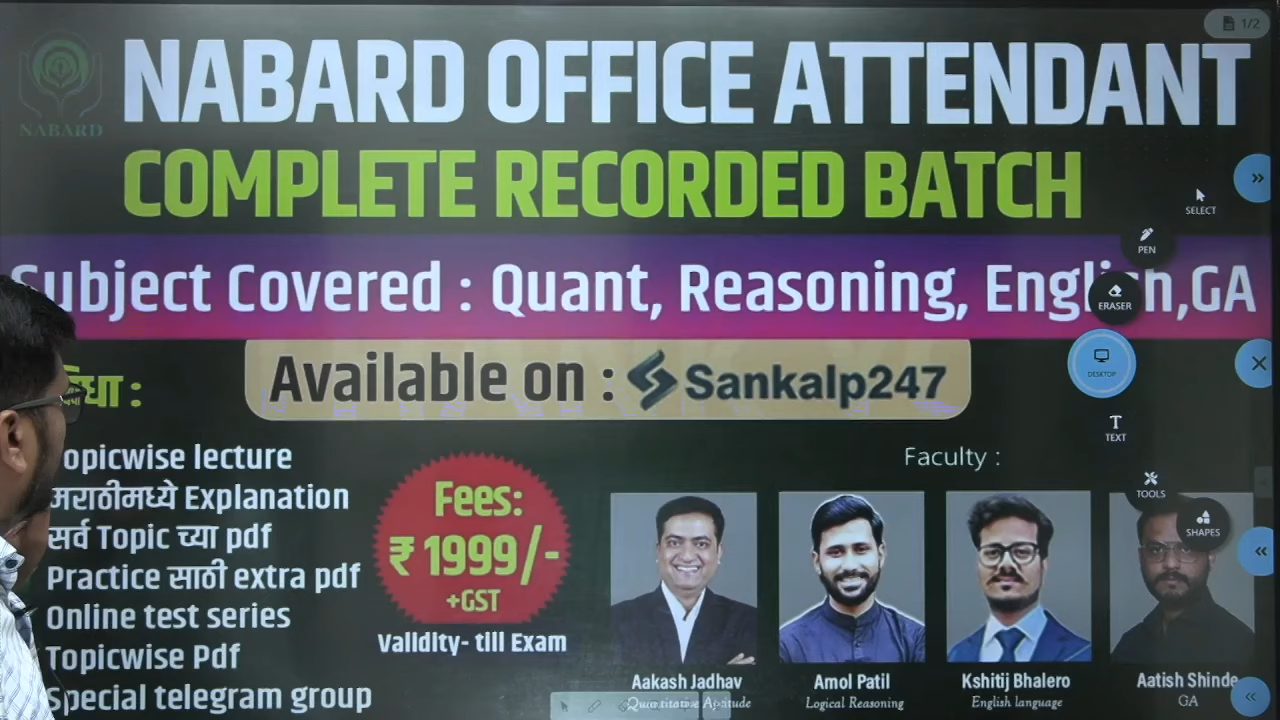 1/2
NABARD
NABARD OFFICE ATTENDANT
COMPLETE RECORDED BATCH
Subject Covered : Quant, Reasoning, English,GA
Available on : Sankalp247
Topicwise lecture
मराठीमध्ये Explanation
सर्व Topic च्या pdf
Practice साठी extra pdf
Online test series
Topicwise Pdf
Special telegram group
Fees:
₹ 1999/-
+GST
Validity- till Exam
Faculty :
Aakash Jadhav
Quantitative Aptitude
Amol Patil
Logical Reasoning
Kshitij Bhalero
English language
Aatish Shinde
GA
SELECT
PEN
ERASER
DESKTOP
TEXT
TOOLS
SHAPES